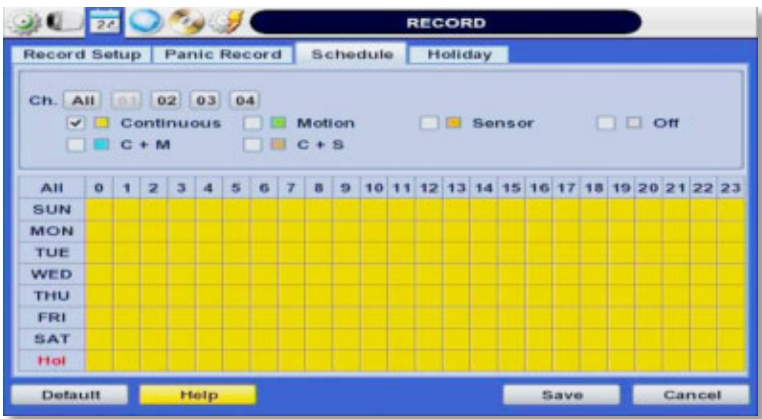 RECORD
Record Setup Panic Record Schedule Holiday
Ch. All 01 02 03 04
Continuous Motion Sensor Off
C + M C + S
All 0 1 2 3 4 5 6 7 8 9 10 11 12 13 14 15 16 17 18 19 20 21 22 23
SUN
MON
TUE
WED
THU
FRI
SAT
Hol
Default Help Save Cancel